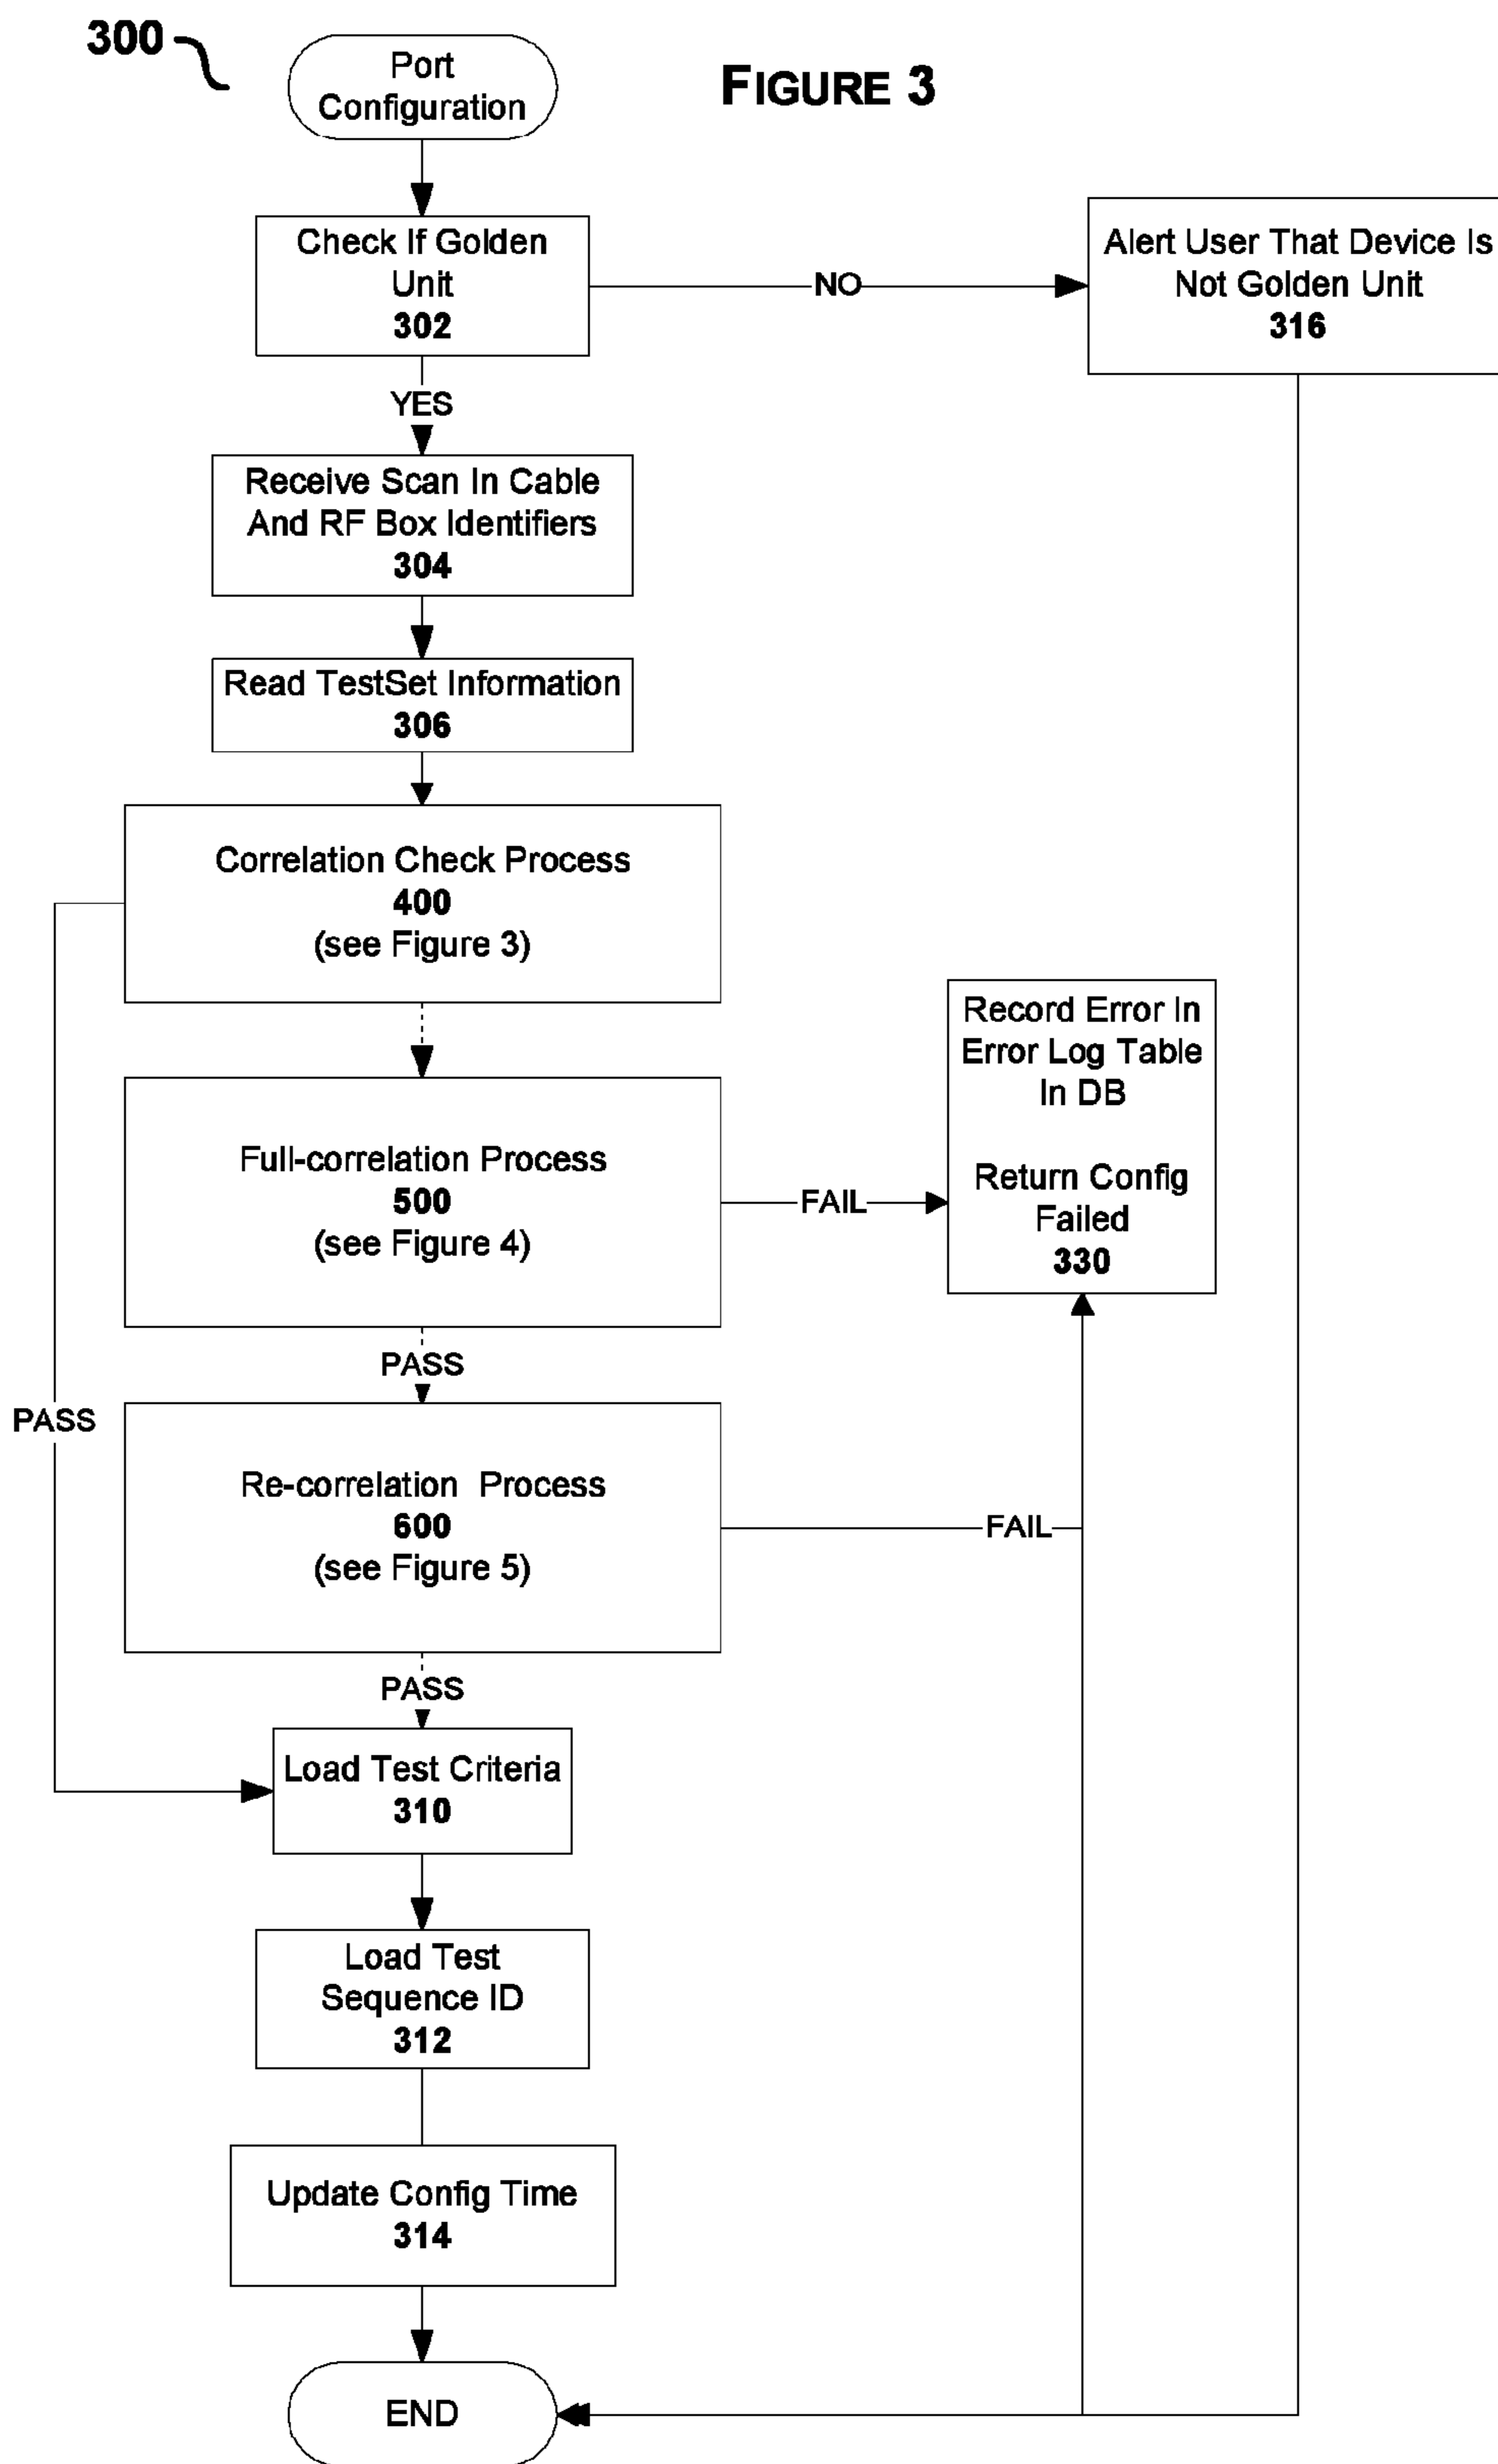 300
Port
Configuration
FIGURE 3
Check If Golden
Unit
302
NO
Alert User That Device Is
Not Golden Unit
316
YES
Receive Scan In Cable
And RF Box Identifiers
304
Read TestSet Information
306
Correlation Check Process
400
(see Figure 3)
Record Error In
Error Log Table
In DB
Return Config
Failed
330
Full-correlation Process
500
(see Figure 4)
FAIL
PASS
PASS
Re-correlation Process
600
(see Figure 5)
FAIL
PASS
Load Test Criteria
310
Load Test
Sequence ID
312
Update Config Time
314
END